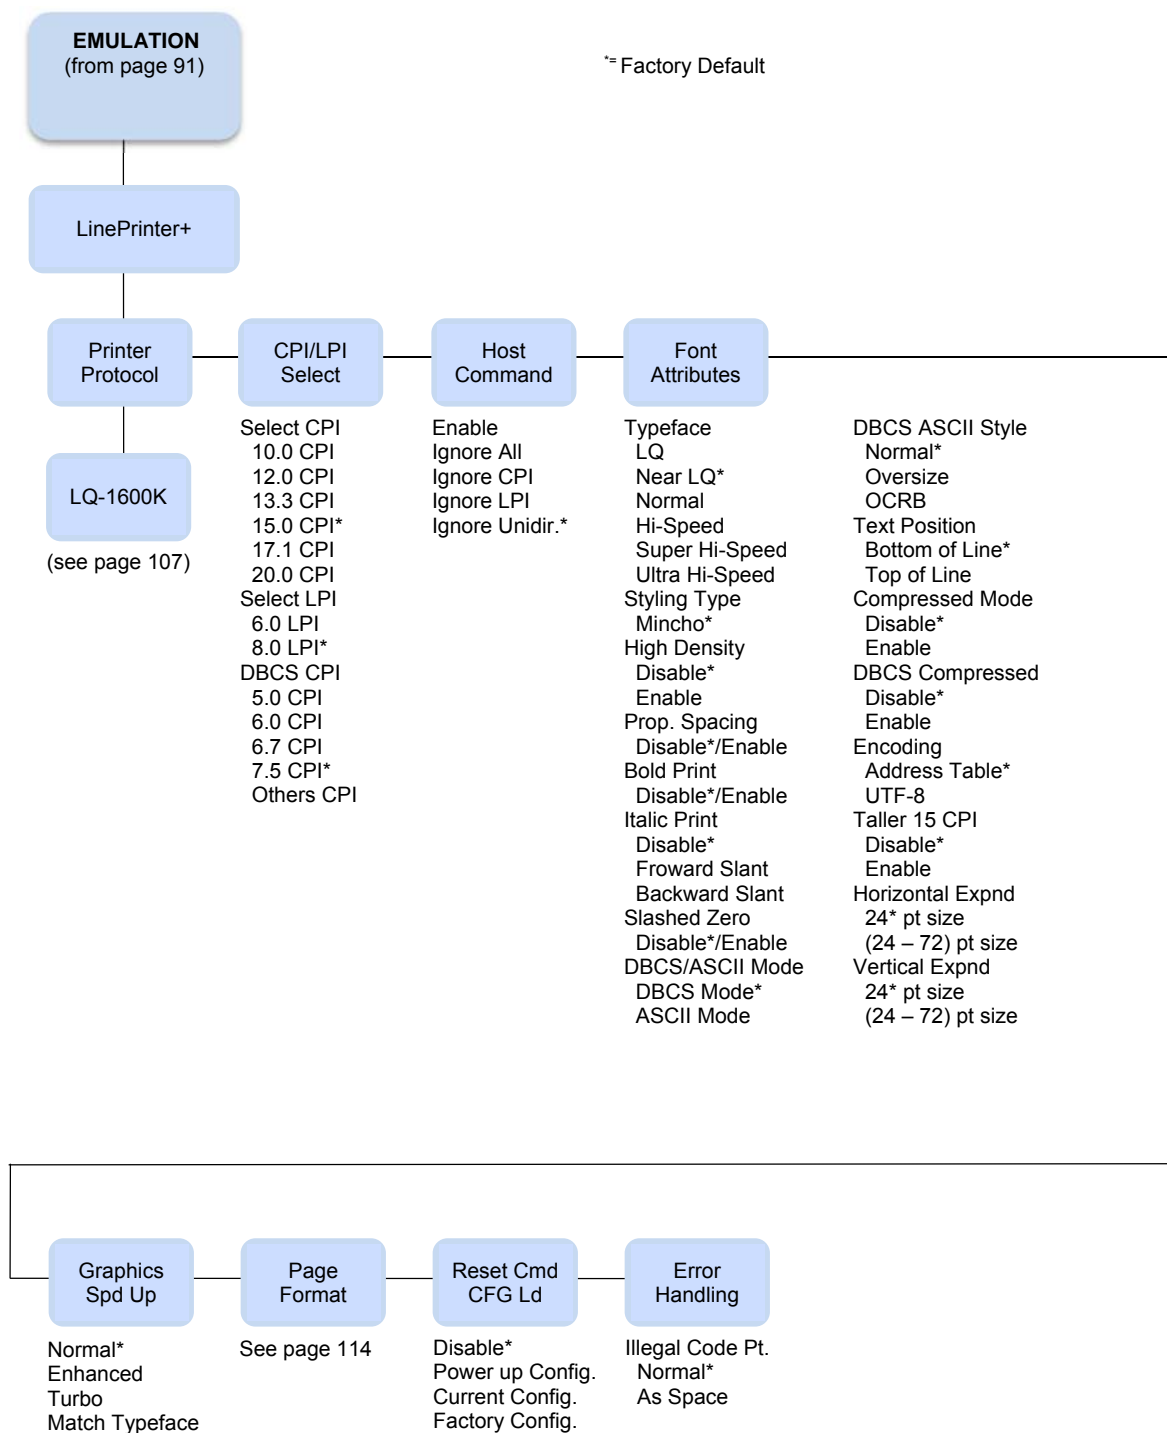 EMULATION
(from page 91)
*= Factory Default
LinePrinter+
Printer
Protocol
CPI/LPI
Select
Host
Command
Font
Attributes
LQ-1600K
(see page 107)
Select CPI
10.0 CPI
12.0 CPI
13.3 CPI
15.0 CPI*
17.1 CPI
20.0 CPI
Select LPI
6.0 LPI
8.0 LPI*
DBCS CPI
5.0 CPI
6.0 CPI
6.7 CPI
7.5 CPI*
Others CPI
Enable
Ignore All
Ignore CPI
Ignore LPI
Ignore Unidir.*
Typeface
LQ
Near LQ*
Normal
Hi-Speed
Super Hi-Speed
Ultra Hi-Speed
Styling Type
Mincho*
High Density
Disable*
Enable
Prop. Spacing
Disable*/Enable
Bold Print
Disable*/Enable
Italic Print
Disable*
Froward Slant
Backward Slant
Slashed Zero
Disable*/Enable
DBCS/ASCII Mode
DBCS Mode*
ASCII Mode
DBCS ASCII Style
Normal*
Oversize
OCRB
Text Position
Bottom of Line*
Top of Line
Compressed Mode
Disable*
Enable
DBCS Compressed
Disable*
Enable
Encoding
Address Table*
UTF-8
Taller 15 CPI
Disable*
Enable
Horizontal Expnd
24* pt size
(24 – 72) pt size
Vertical Expnd
24* pt size
(24 – 72) pt size
Graphics
Spd Up
Page
Format
Reset Cmd
CFG Ld
Error
Handling
Normal*
Enhanced
Turbo
Match Typeface
See page 114
Disable*
Power up Config.
Current Config.
Factory Config.
Illegal Code Pt.
Normal*
As Space